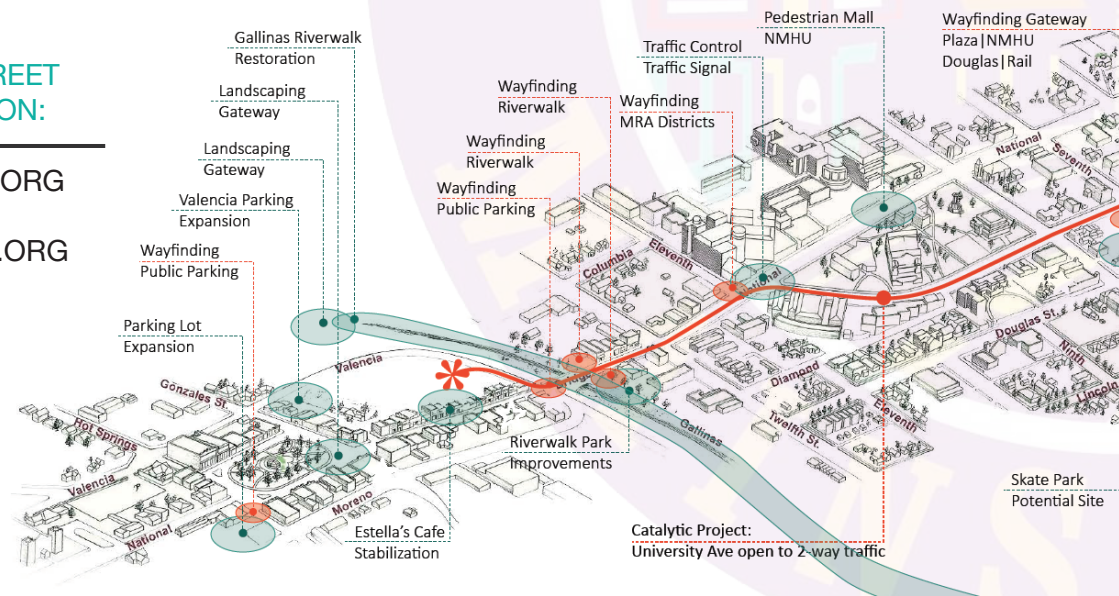 REET
ON:
ORG
.ORG
Gallinas Riverwalk
Restoration
Landscaping
Gateway
Landscaping
Gateway
Valencia Parking
Expansion
Wayfinding
Public Parking
Parking Lot
Expansion
Wayfinding
Riverwalk
Wayfinding
Riverwalk
Wayfinding
Public Parking
Wayfinding
MRA Districts
Traffic Control
Traffic Signal
Pedestrian Mall
NMHU
Wayfinding Gateway
Plaza|NMHU
Douglas|Rail
National
Seventh
Columbia
Eleventh
National
Valencia
Gonzales St
Hot Springs
Valencia
National
Moreno
Gallinas
Diamond
Twelfth St.
Eleventh
Douglas St.
Ninth
Lincoln
Riverwalk Park
Improvements
Estella's Cafe
Stabilization
Catalytic Project:
University Ave open to 2-way traffic
Skate Park
Potential Site